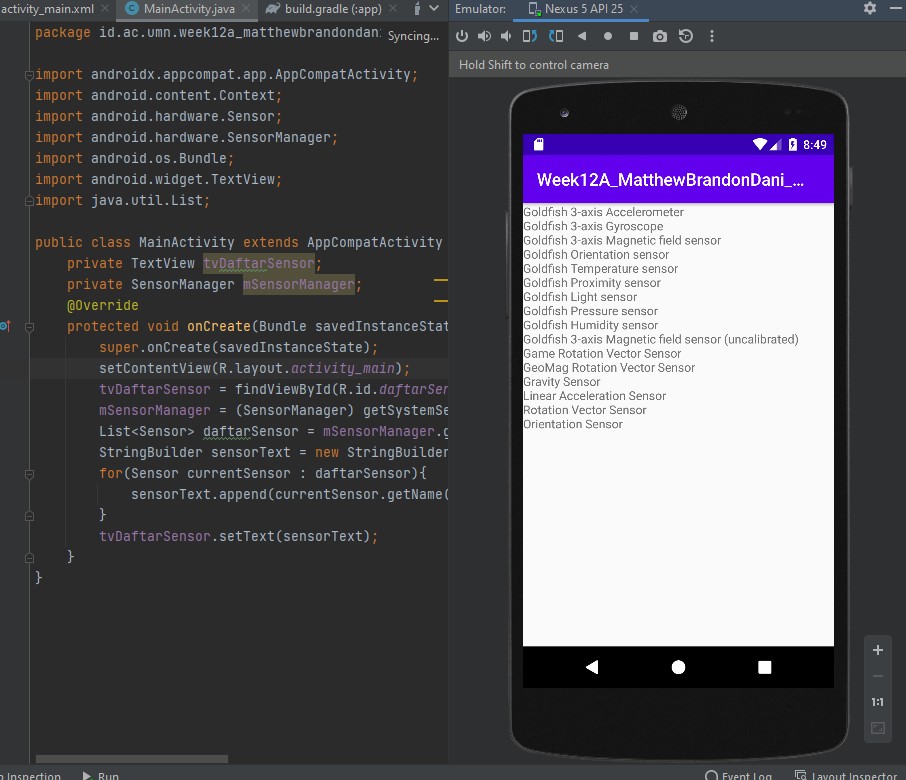 activity_main.xml
MainActivity.java
build.gradle (:app)
Emulator:
Nexus 5 API 25
package id.ac.umn.week12a_matthewbrandondani
Syncing...
Hold Shift to control camera
import androidx.appcompat.app.AppCompatActivity;
import android.content.Context;
import android.hardware.Sensor;
import android.hardware.SensorManager;
import android.os.Bundle;
import android.widget.TextView;
import java.util.List;
public class MainActivity extends AppCompatActivity
private TextView tvDaftarSensor;
private SensorManager mSensorManager;
@Override
protected void onCreate(Bundle savedInstanceStat
super.onCreate(savedInstanceState);
setContentView(R.layout.activity_main);
tvDaftarSensor = findViewById(R.id.daftarSen
mSensorManager = (SensorManager) getSystemSe
List<Sensor> daftarSensor = mSensorManager.g
StringBuilder sensorText = new StringBuilder
for(Sensor currentSensor : daftarSensor){
sensorText.append(currentSensor.getName(
}
tvDaftarSensor.setText(sensorText);
}
}
8:49
Week12A_MatthewBrandonDani_...
Goldfish 3-axis Accelerometer
Goldfish 3-axis Gyroscope
Goldfish 3-axis Magnetic field sensor
Goldfish Orientation sensor
Goldfish Temperature sensor
Goldfish Proximity sensor
Goldfish Light sensor
Goldfish Pressure sensor
Goldfish Humidity sensor
Goldfish 3-axis Magnetic field sensor (uncalibrated)
Game Rotation Vector Sensor
GeoMag Rotation Vector Sensor
Gravity Sensor
Linear Acceleration Sensor
Rotation Vector Sensor
Orientation Sensor
1:1
p Inspection
Run
Event Log
Layout Inspector